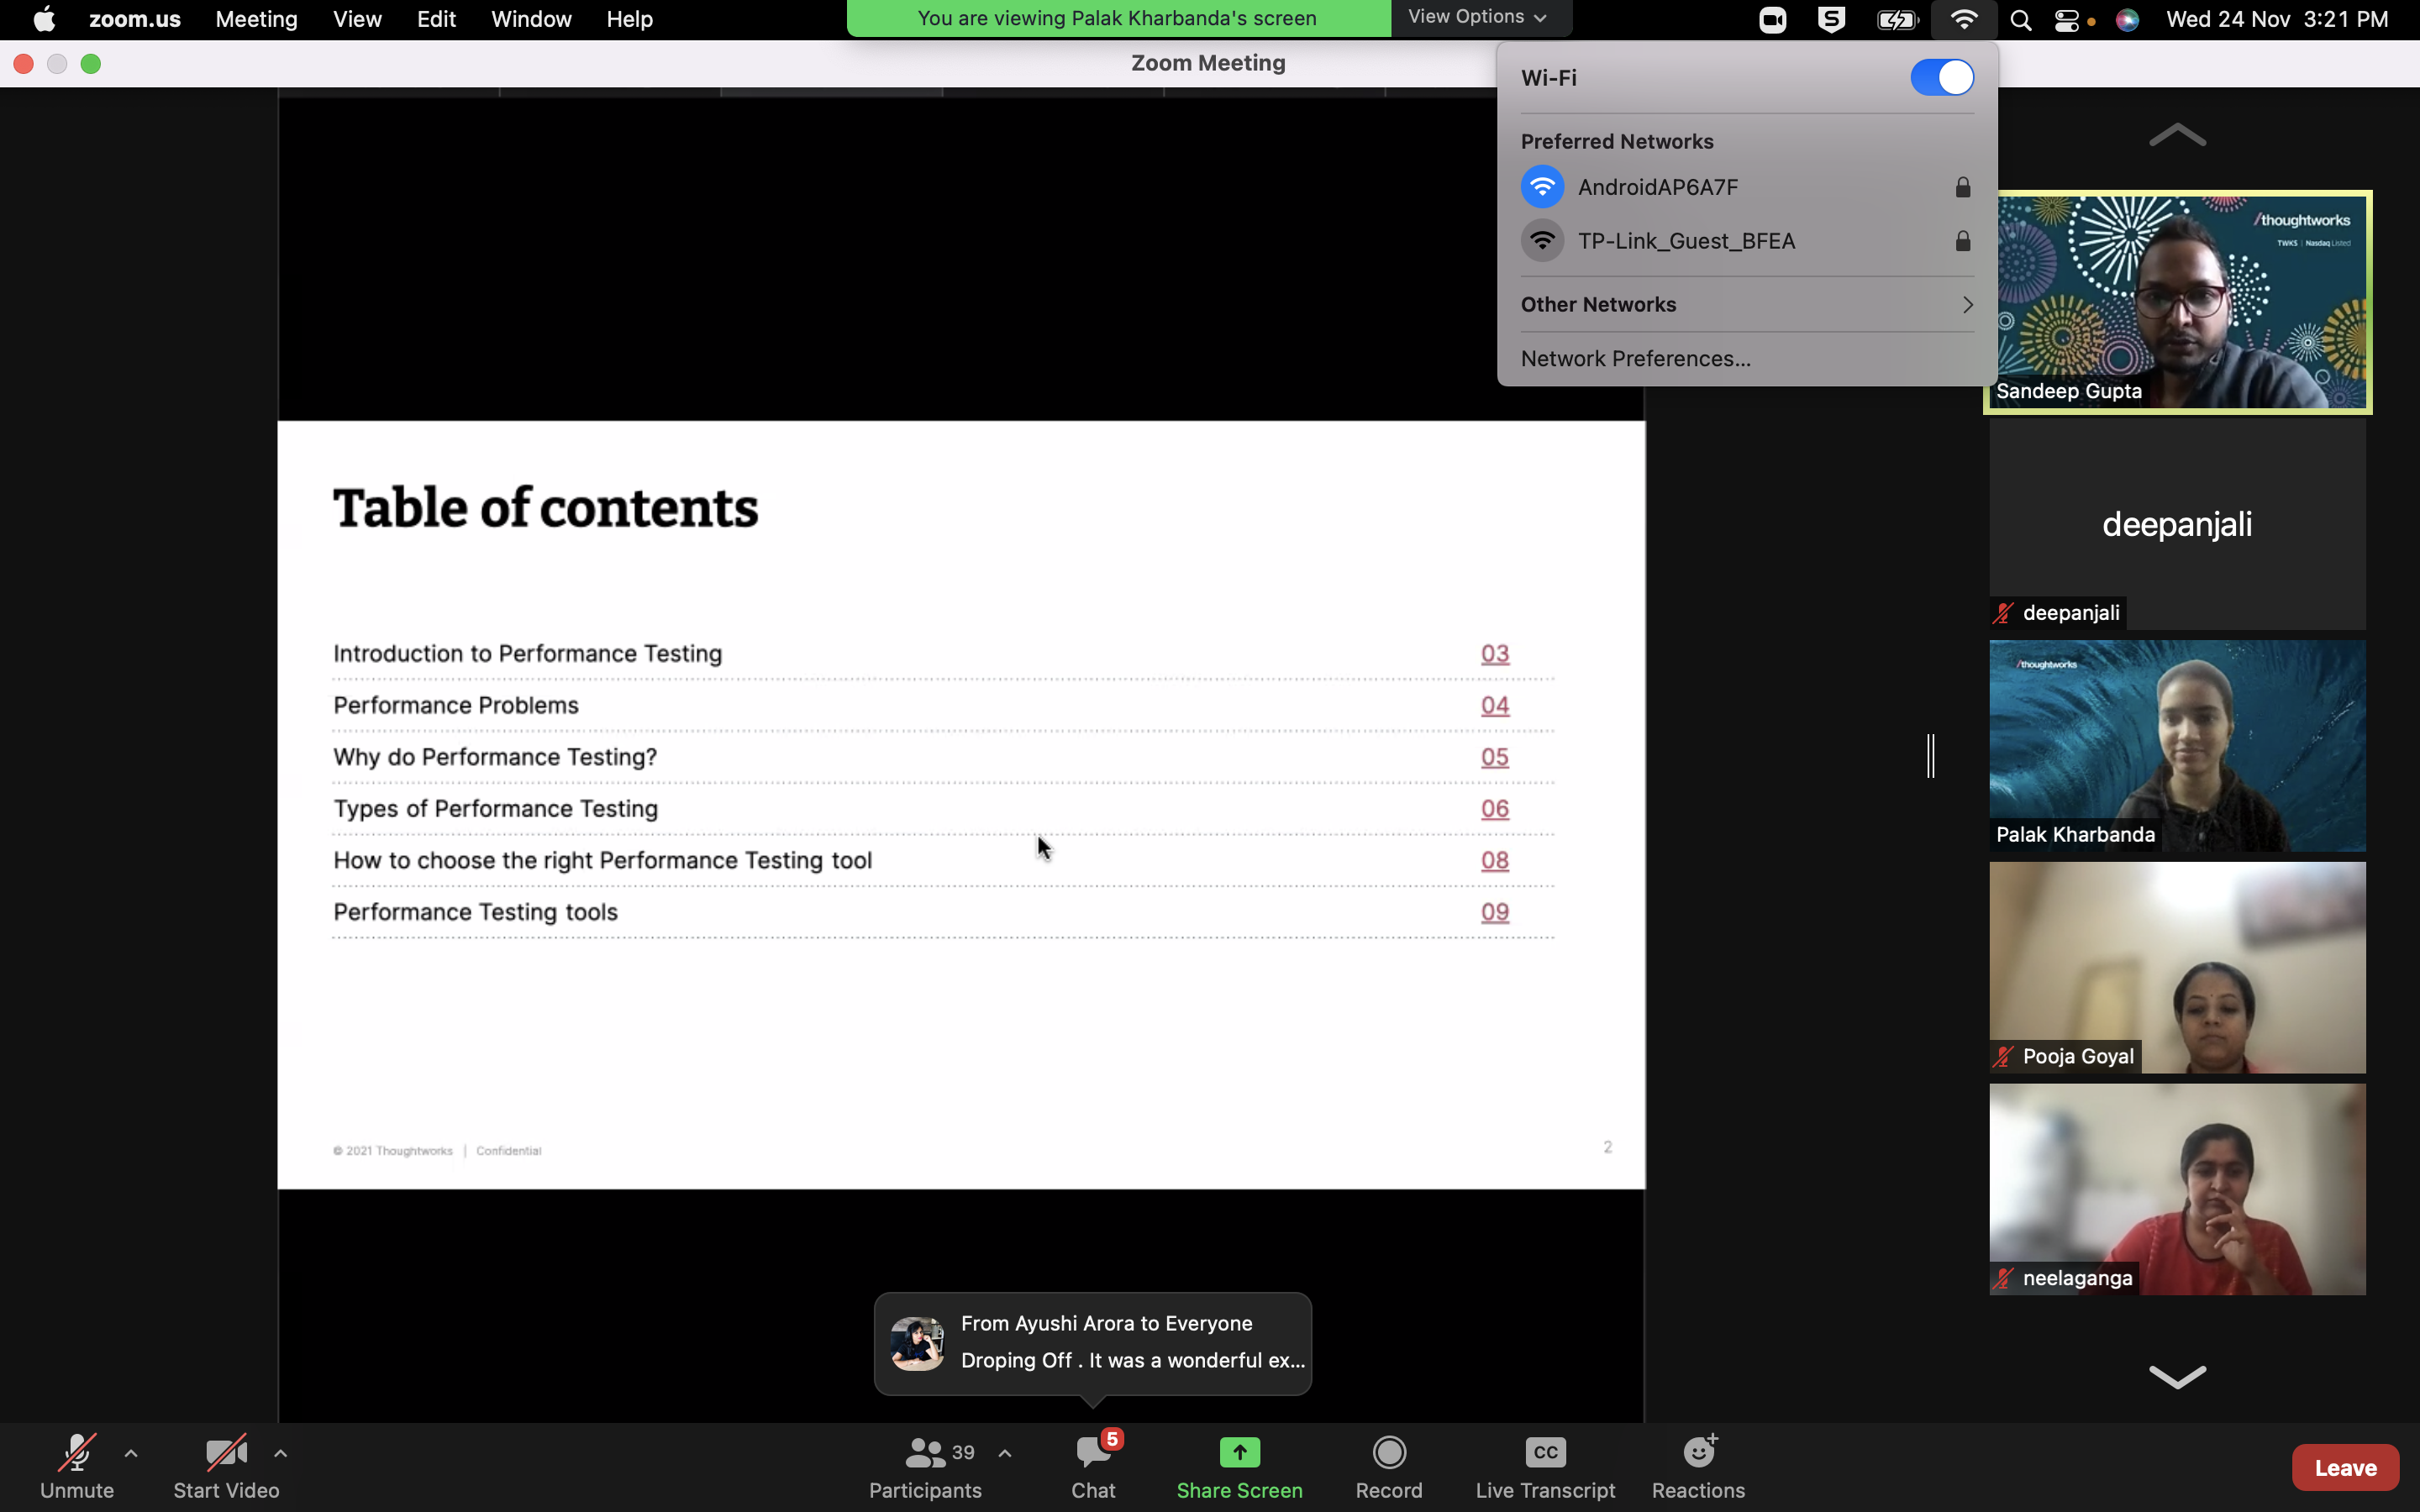 zoom.us Meeting View Edit Window Help
You are viewing Palak Kharbanda's screen View Options
Wed 24 Nov 3:21 PM
Zoom Meeting
Wi-Fi
Preferred Networks
AndroidAP6A7F
TP-Link_Guest_BFEA
Other Networks
Network Preferences...
/thoughtworks
TWKS | Nasdaq Listed
Sandeep Gupta
deepanjali
deepanjali
/thoughtworks
Palak Kharbanda
Pooja Goyal
neelaganga
Table of contents
Introduction to Performance Testing 03
Performance Problems 04
Why do Performance Testing? 05
Types of Performance Testing 06
How to choose the right Performance Testing tool 08
Performance Testing tools 09
© 2021 Thoughtworks | Confidential 2
From Ayushi Arora to Everyone
Droping Off . It was a wonderful ex...
39 5 CC
Unmute Start Video Participants Chat Share Screen Record Live Transcript Reactions Leave